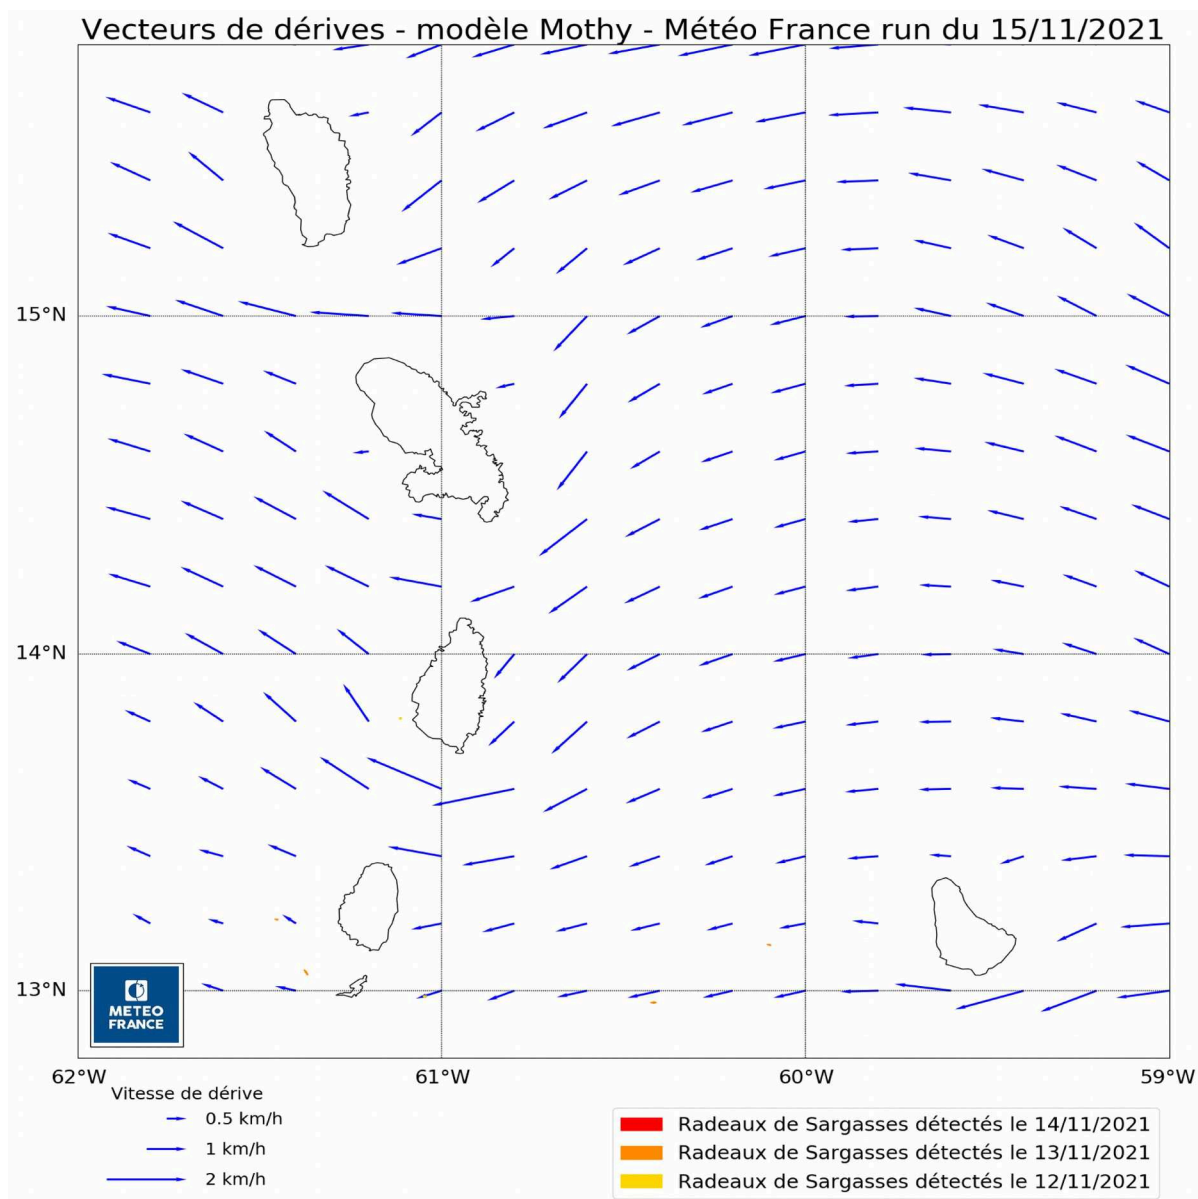 Vecteurs de dérives - modèle Mothy - Météo France run du 15/11/2021
15°N
14°N
13°N
METEO
FRANCE
62°W
61°W
60°W
59°W
Vitesse de dérive
0.5 km/h
1 km/h
2 km/h
Radeaux de Sargasses détectés le 14/11/2021
Radeaux de Sargasses détectés le 13/11/2021
Radeaux de Sargasses détectés le 12/11/2021